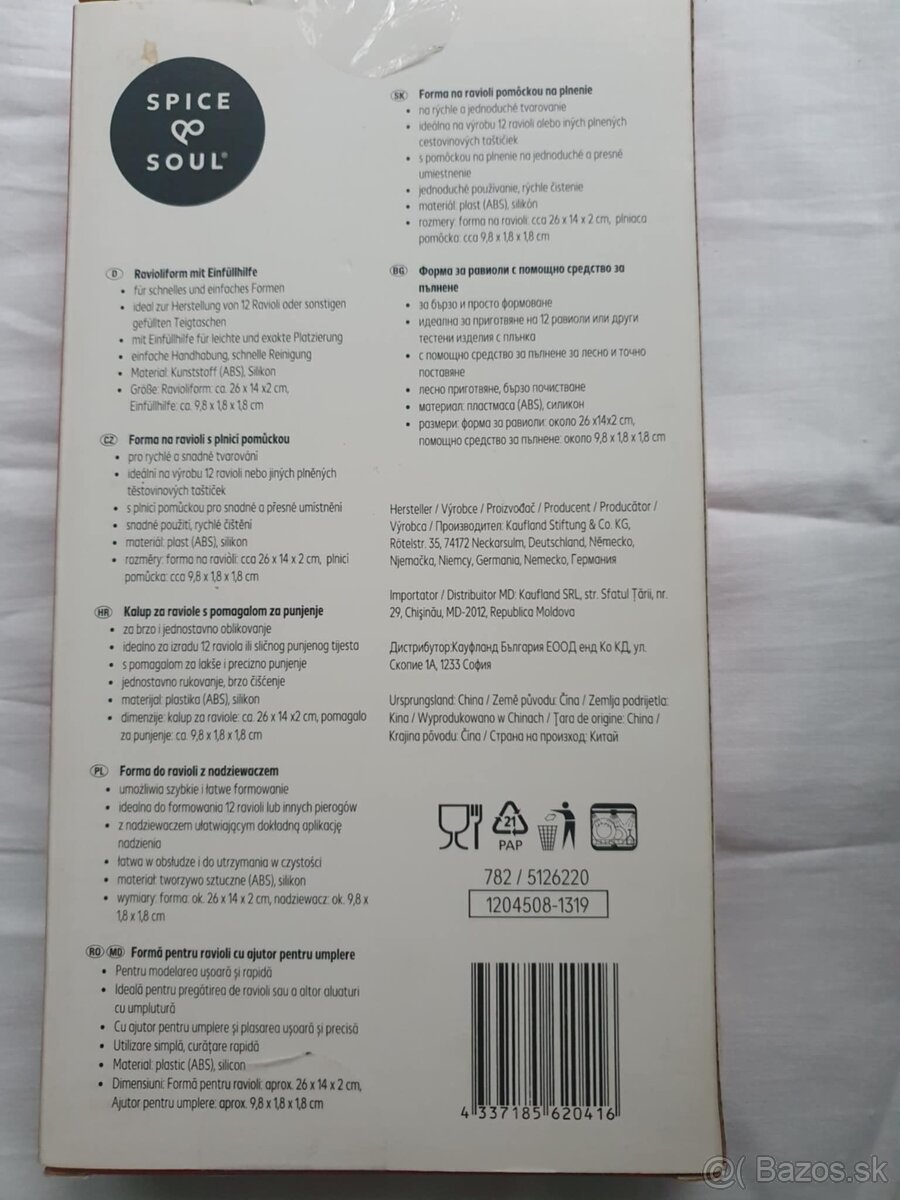 SPICE
&
SOUL®
D Ravioliform mit Einfüllhilfe
• für schnelles und einfaches Formen
• ideal zur Herstellung von 12 Ravioli oder sonstigen
gefüllten Teigtaschen
• mit Einfüllhilfe für leichte und exakte Platzierung
• einfache Handhabung, schnelle Reinigung
• Material: Kunststoff (ABS), Silikon
• Größe: Ravioliform: ca. 26 x 14 x2 cm,
Einfüllhilfe: ca. 9,8 x 1,8 x 1,8 cm
CZ Forma na ravioli s plnicí pomůckou
• pro rychlé a snadné tvarování
• ideální na výrobu 12 ravioli nebo jiných plněných
těstovinových taštiček
• s plnicí pomůckou pro snadné a přesné umístnění
• snadné použití, rychlé čištění
• materiál: plast (ABS), silikon
• rozměry: forma na ravioli: cca 26 x 14 x 2 cm, plnicí
pomůcka: cca 9,8 x 1,8 x 1,8 cm
HR Kalup za raviole s pomagalom za punjenje
• za brzo i jednostavno oblikovanje
• idealno za izradu 12 raviola ili sličnog punjenog tijesta
• s pomagalom za lakše i precizno punjenje
• jednostavno rukovanje, brzo čišćenje
• materijal: plastika (ABS), silikon
• dimenzije: kalup za raviole: ca. 26 x 14 x2 cm, pomagalo
za punjenje: ca. 9,8 x 1,8 x 1,8 cm
PL Forma do ravioli z nadziewaczem
• umożliwia szybkie i łatwe formowanie
• idealna do formowania 12 ravioli lub innych pierogów
• z nadziewaczem ułatwiającym dokładną aplikację
nadzienia
• łatwa w obsłudze i do utrzymania w czystości
• materiał: tworzywo sztuczne (ABS), silikon
• wymiary: forma: ok. 26 x 14 x 2 cm, nadziewacz: ok. 9,8 x
1,8 x 1,8 cm
RO MD Formă pentru ravioli cu ajutor pentru umplere
• Pentru modelarea ușoară și rapidă
• Ideală pentru pregătirea de ravioli sau a altor aluaturi
cu umplutură
• Cu ajutor pentru umplere și plasarea ușoară și precisă
• Utilizare simplă, curățare rapidă
• Material: plastic (ABS), silicon
• Dimensiuni: Formă pentru ravioli: aprox. 26 x 14 x 2 cm,
Ajutor pentru umplere: aprox. 9,8 x 1,8 x 1,8 cm
SK Forma na ravioli pomôckou na plnenie
• na rýchle a jednoduché tvarovanie
• ideálna na výrobu 12 ravioli alebo iných plnených
cestovinových taštičiek
• s pomôckou na plnenie na jednoduché a presné
umiestnenie
• jednoduché používanie, rýchle čistenie
• materiál: plast (ABS), silikón
• rozmery: forma na ravioli: cca 26 x 14 x 2 cm, plniaca
pomôcka: cca 9,8 x 1,8 x 1,8 cm
BG Форма за равиоли с помощно средство за
пълнене
• за бързо и просто формоване
• идеална за приготвяне на 12 равиоли или други
тестени изделия с плънка
• с помощно средство за пълнене за лесно и точно
поставяне
• лесно приготвяне, бързо почистване
• материал: пластмаса (ABS), силикон
• размери: форма за равиоли: около 26 x14x2 cm,
помощно средство за пълнене: около 9,8 x 1,8 x 1,8 cm
Hersteller / Výrobce / Proizvođač / Producent / Producător /
Výrobca / Производител: Kaufland Stiftung & Co. KG,
Rötelstr. 35, 74172 Neckarsulm, Deutschland, Německo,
Njemačka, Niemcy, Germania, Nemecko, Германия
Importator / Distribuitor MD: Kaufland SRL, str. Sfatul Țării, nr.
29, Chișinău, MD-2012, Republica Moldova
Дистрибутор:Кауфланд България ЕООД енд Ко КД, ул.
Скопие 1А, 1233 София
Ursprungsland: China / Země původu: Čína / Zemlja podrijetla:
Kina / Wyprodukowano w Chinach / Țara de origine: China /
Krajina pôvodu: Čína / Страна на произход: Китай
21
PAP
782 / 5126220
1204508-1319
4 337185 620416
@( Bazos.sk